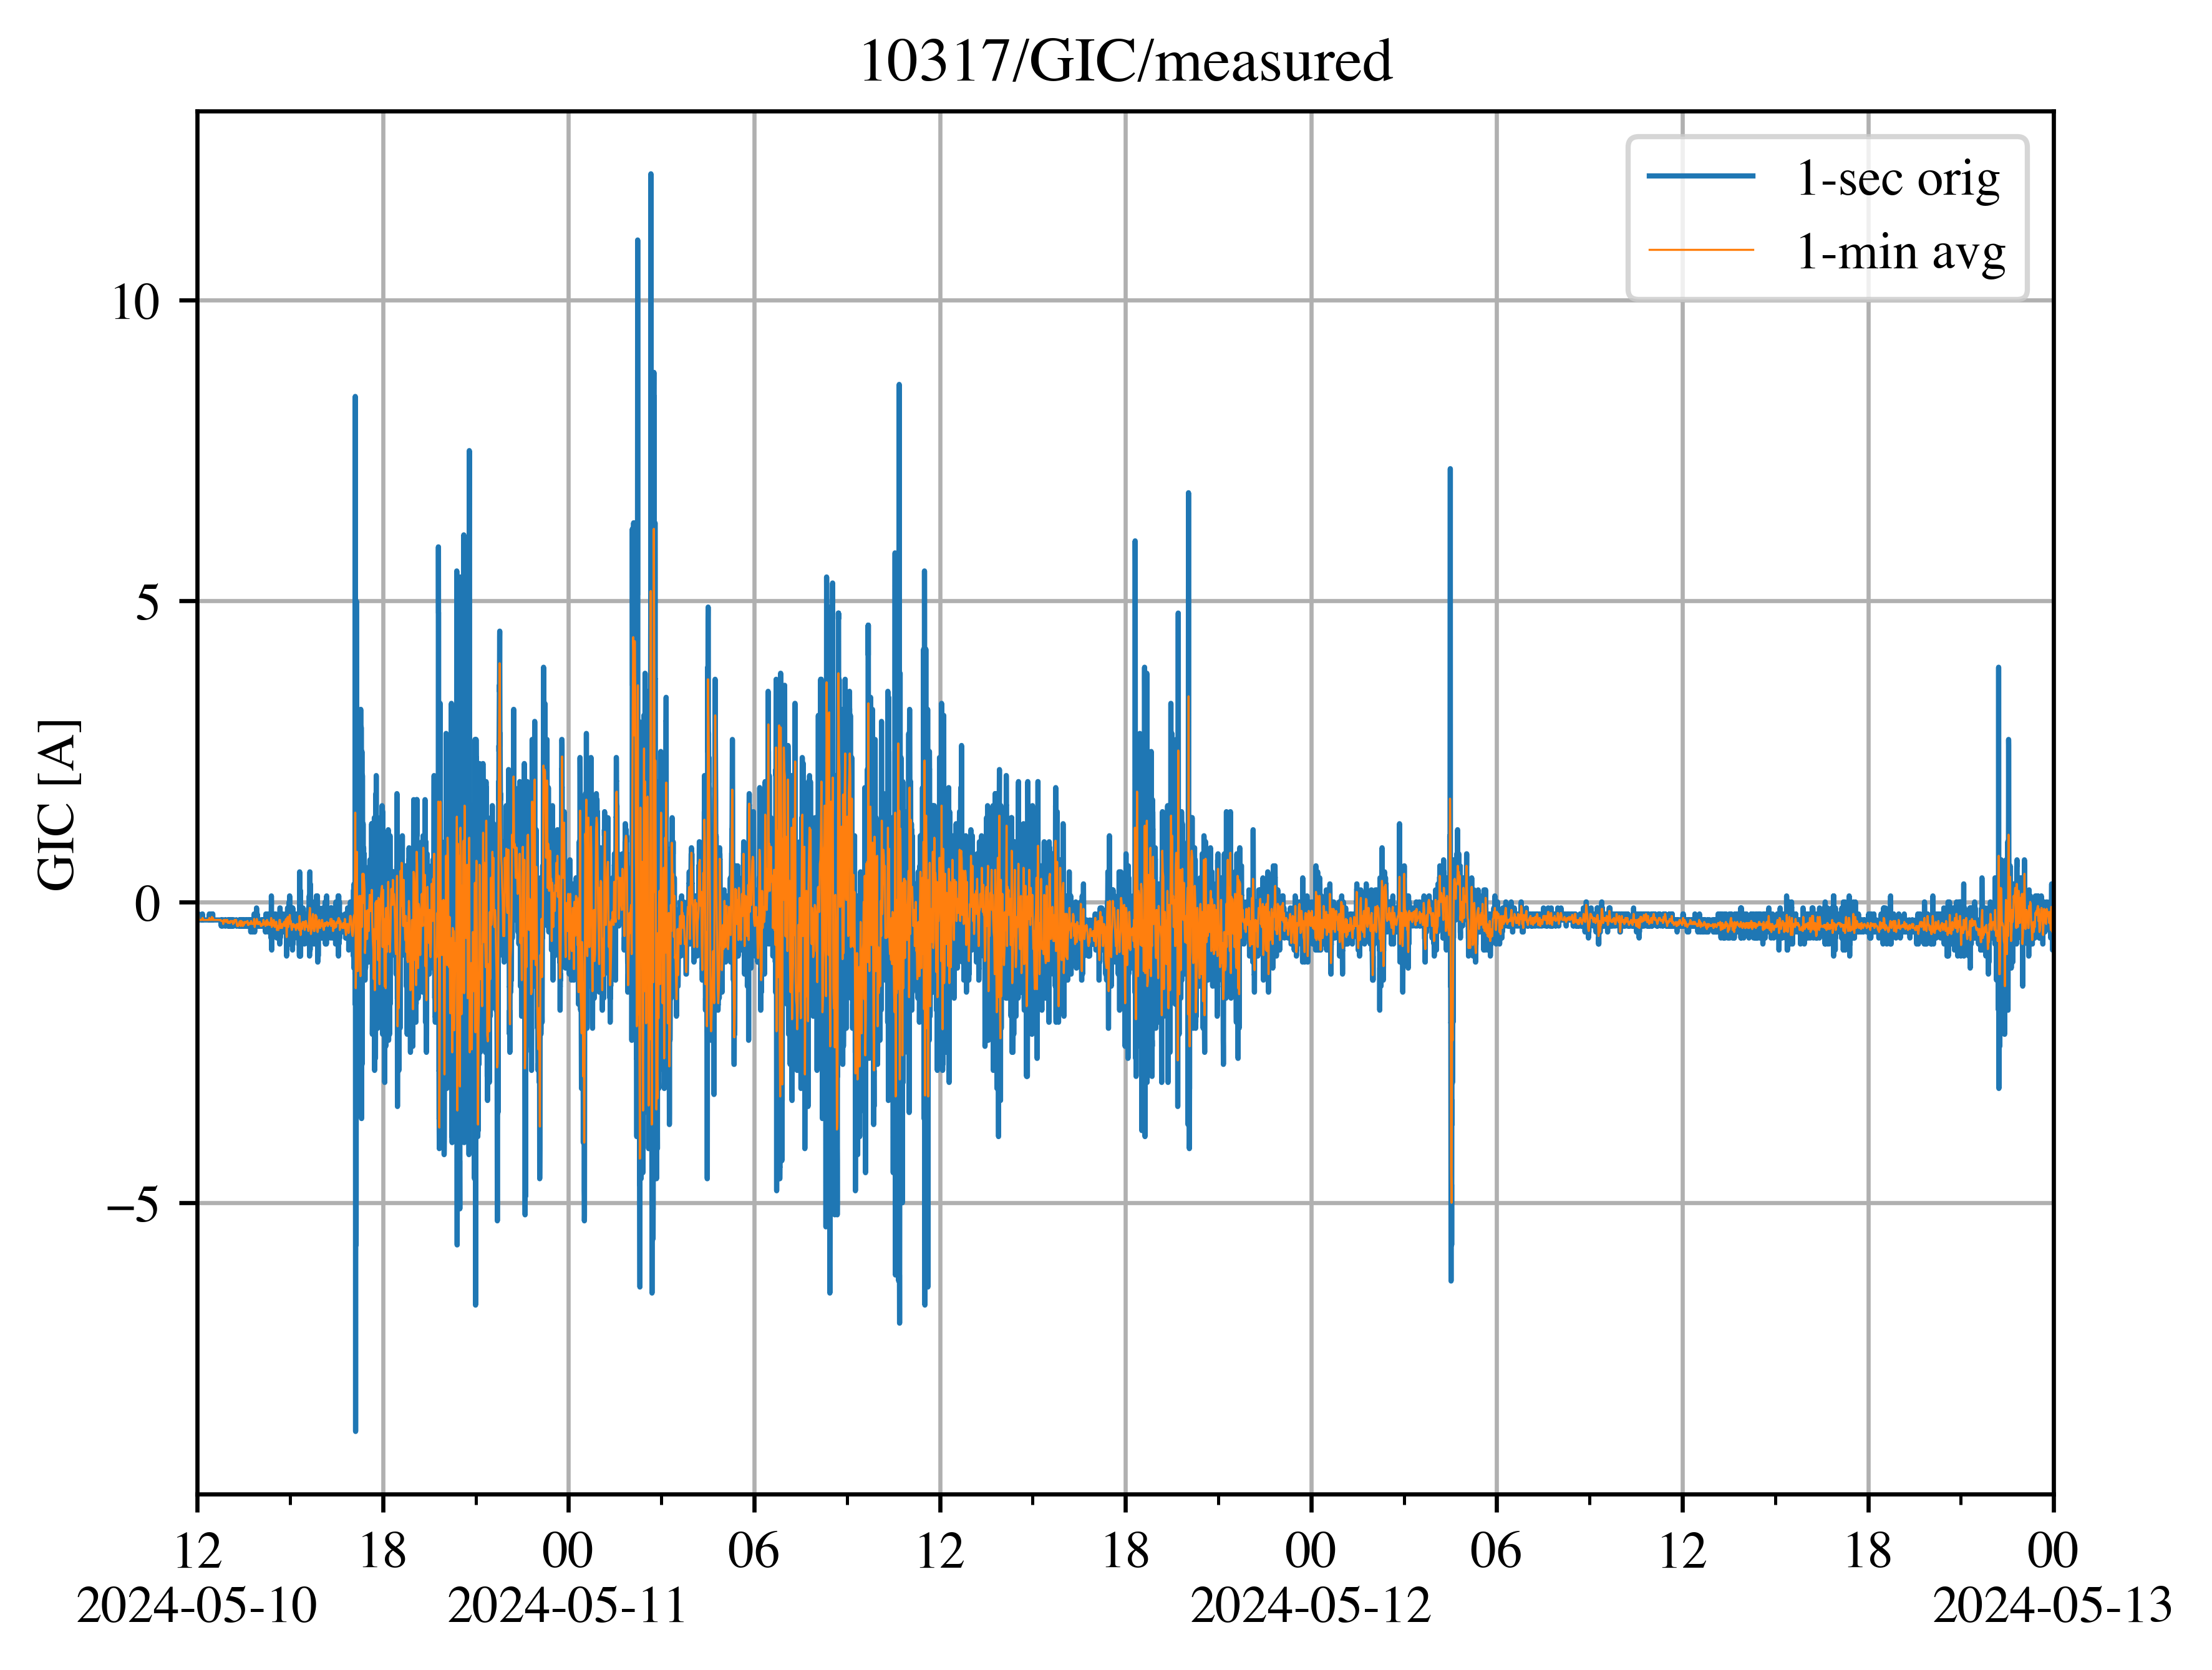 10317/GIC/measured
1-sec orig
1-min avg
GIC [A]
10
5
0
−5
12 18 00 06 12 18 00 06 12 18 00
2024-05-10 2024-05-11 2024-05-12 2024-05-13